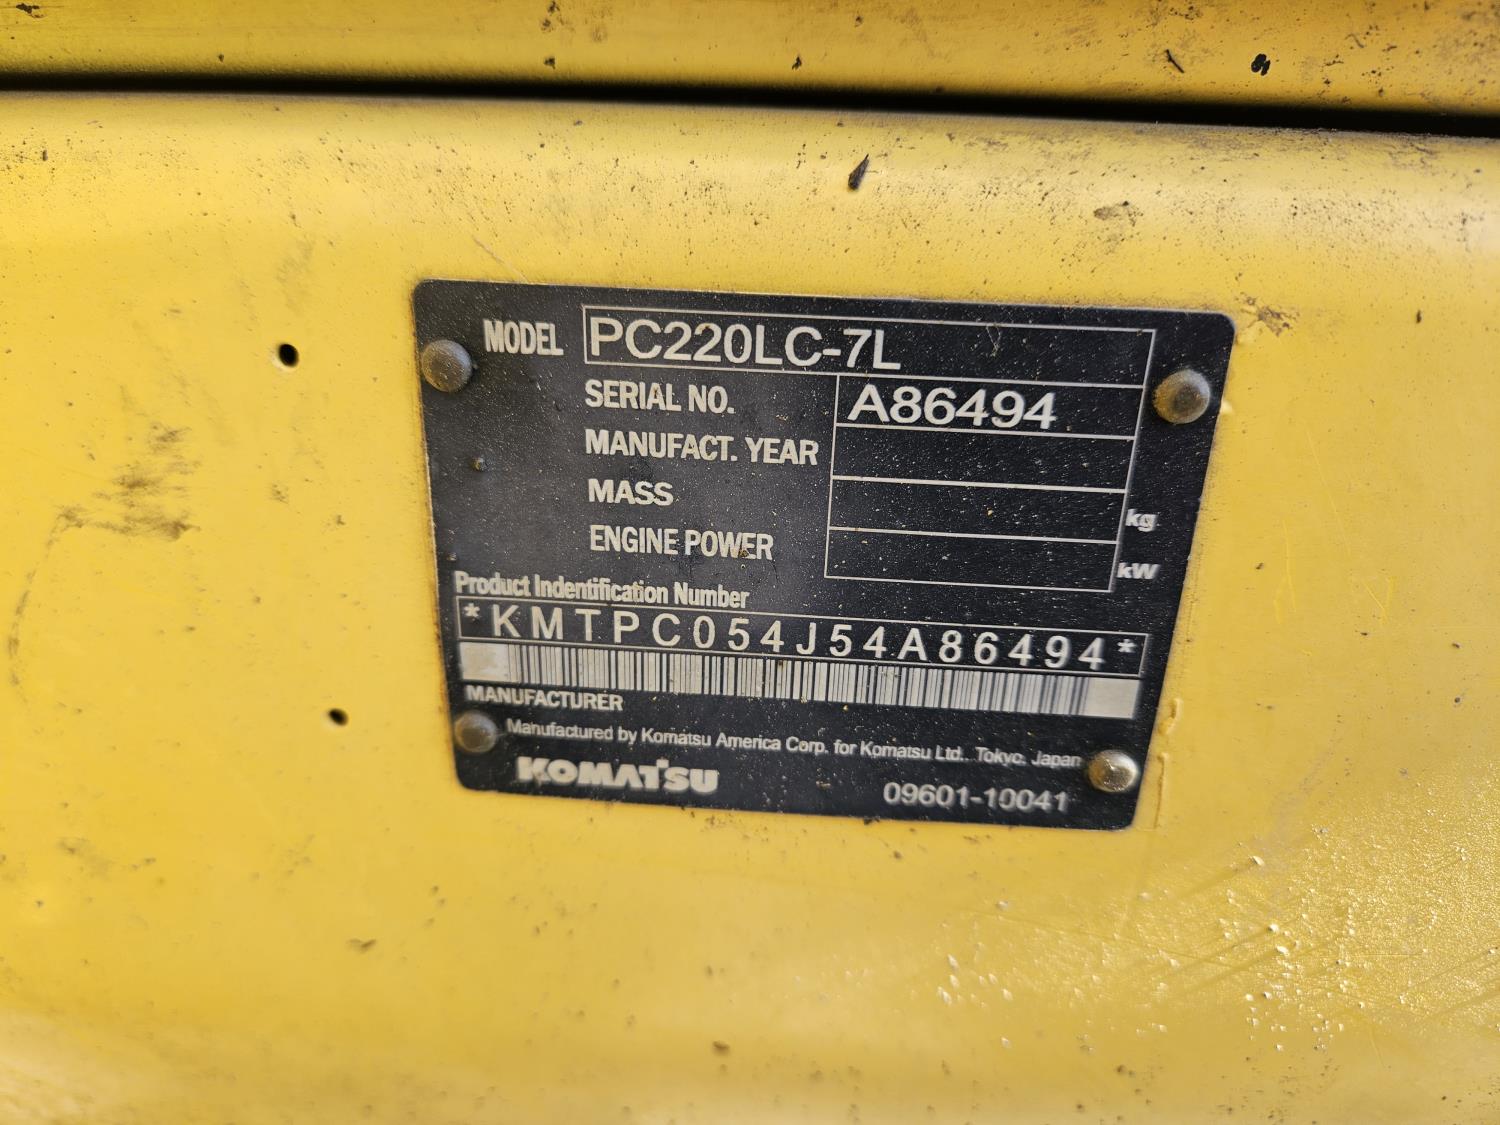 MODEL PC220LC-7L
SERIAL NO. A86494
MANUFACT. YEAR
MASS kg
ENGINE POWER kW
Product Indentification Number
*KMTPC054J54A86494*
MANUFACTURER
Manufactured by Komatsu America Corp. for Komatsu Ltd., Tokyo, Japan
KOMATSU
09601-10041